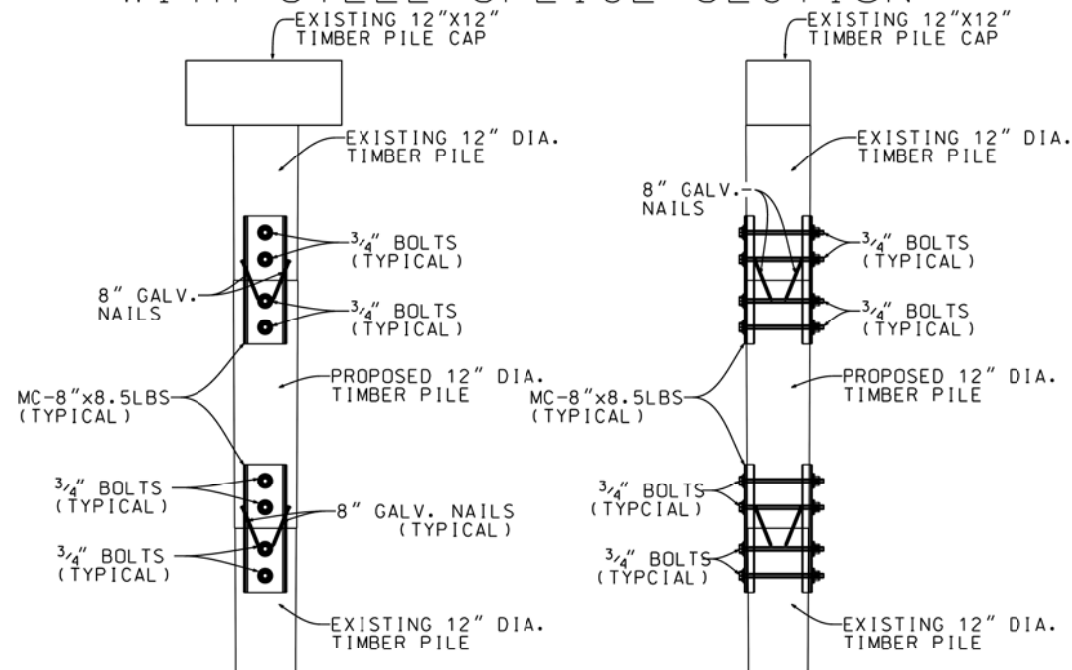 EXISTING 12"X12"
TIMBER PILE CAP
EXISTING 12" DIA.
TIMBER PILE
3/4" BOLTS
(TYPICAL)
8" GALV.
NAILS
3/4" BOLTS
(TYPICAL)
PROPOSED 12" DIA.
TIMBER PILE
MC-8"x8.5LBS
(TYPICAL)
3/4" BOLTS
(TYPICAL)
8" GALV. NAILS
(TYPICAL)
3/4" BOLTS
(TYPICAL)
EXISTING 12" DIA.
TIMBER PILE
EXISTING 12"X12"
TIMBER PILE CAP
EXISTING 12" DIA.
TIMBER PILE
8" GALV.
NAILS
3/4" BOLTS
(TYPICAL)
3/4" BOLTS
(TYPICAL)
PROPOSED 12" DIA.
TIMBER PILE
MC-8"x8.5LBS
(TYPICAL)
3/4" BOLTS
(TYPCIAL)
3/4" BOLTS
(TYPCIAL)
EXISTING 12" DIA.
TIMBER PILE